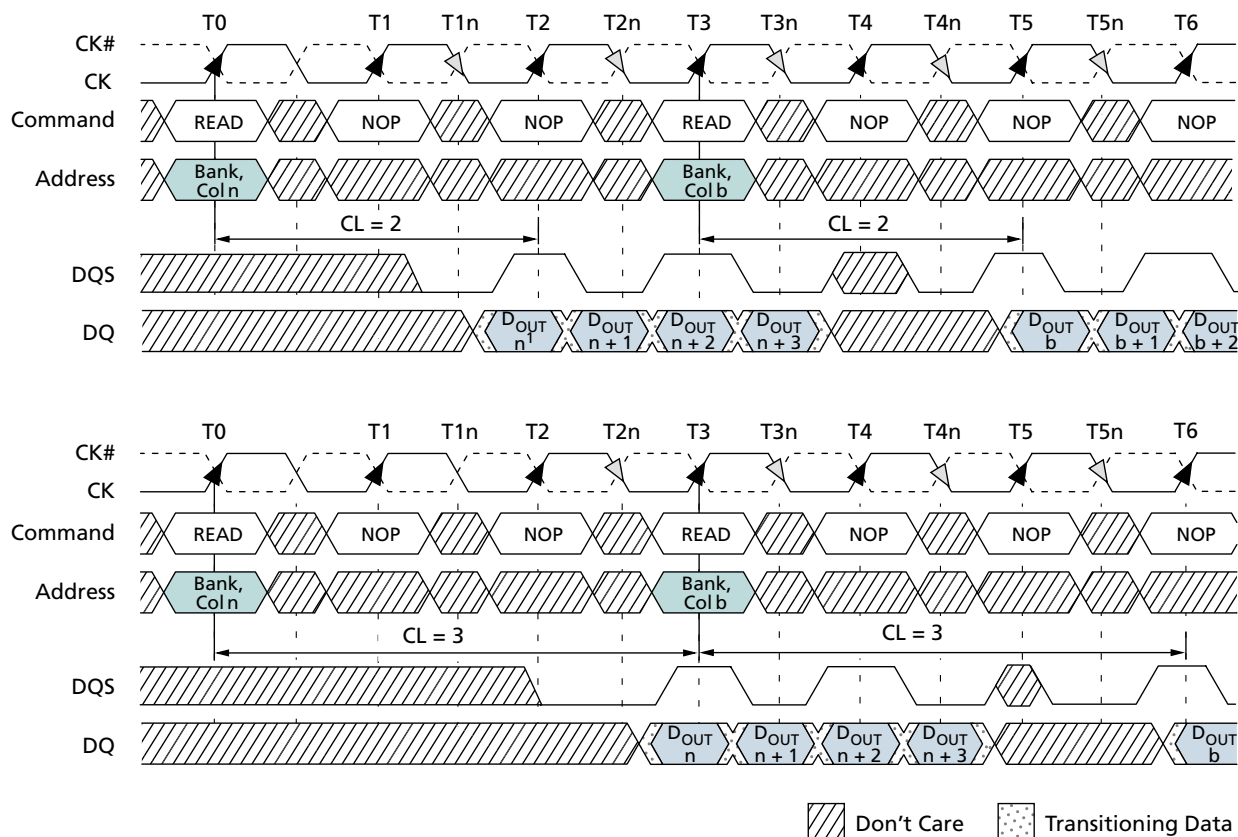 T0 T1 T1n T2 T2n T3 T3n T4 T4n T5 T5n T6
CK#
CK
Command READ NOP NOP READ NOP NOP NOP
Address Bank, Col n Bank, Col b
CL = 2 CL = 2
DQS
DQ DOUT n1 DOUT n + 1 DOUT n + 2 DOUT n + 3 DOUT b DOUT b + 1 DOUT b + 2
T0 T1 T1n T2 T2n T3 T3n T4 T4n T5 T5n T6
CK#
CK
Command READ NOP NOP READ NOP NOP NOP
Address Bank, Col n Bank, Col b
CL = 3 CL = 3
DQS
DQ DOUT n DOUT n + 1 DOUT n + 2 DOUT n + 3 DOUT b
Don't Care Transitioning Data